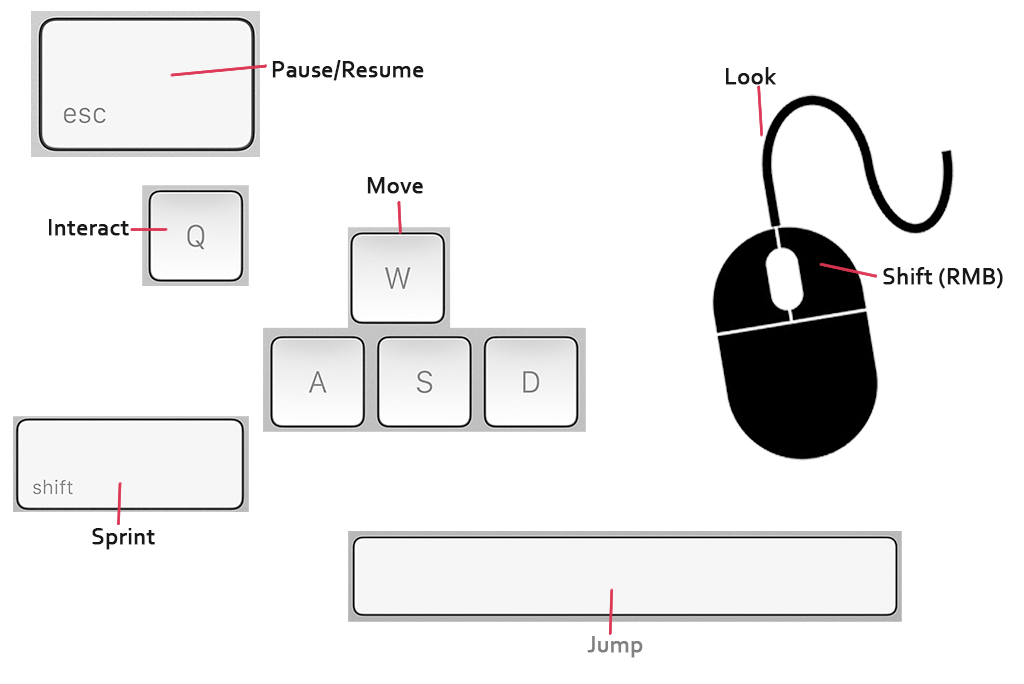 Pause/Resume
esc
Look
Move
Interact
Q
W
Shift (RMB)
A
S
D
shift
Sprint
Jump